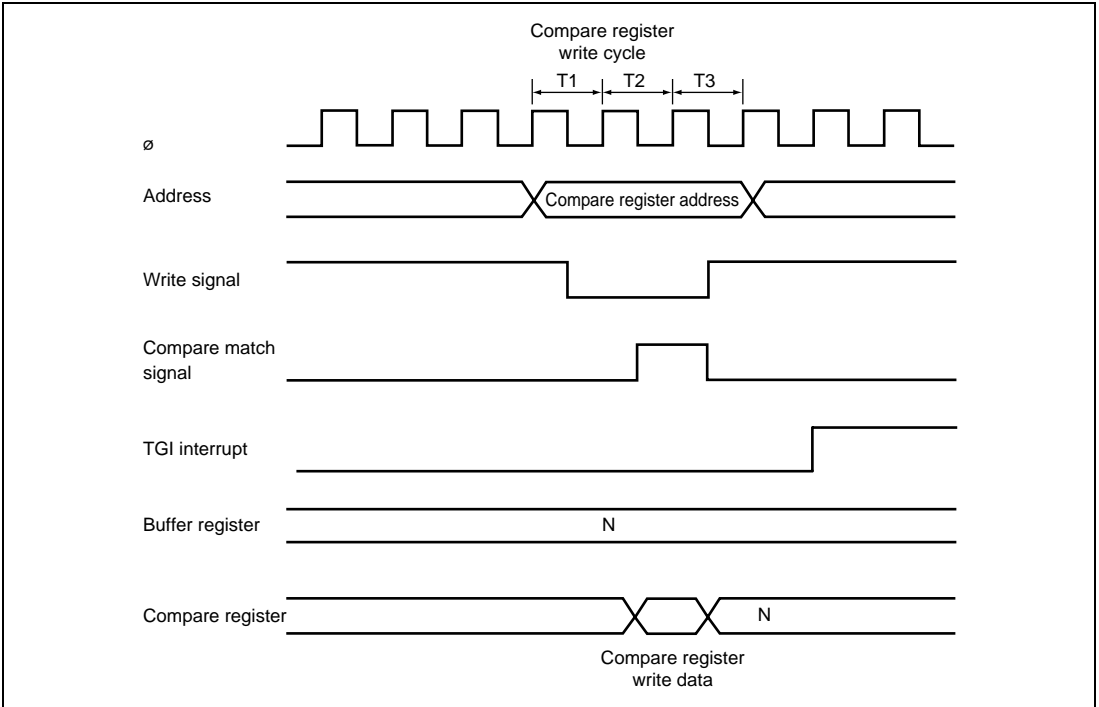 Compare register
write cycle
T1 T2 T3
ø
Address
Compare register address
Write signal
Compare match
signal
TGI interrupt
Buffer register
N
Compare register
N
Compare register
write data